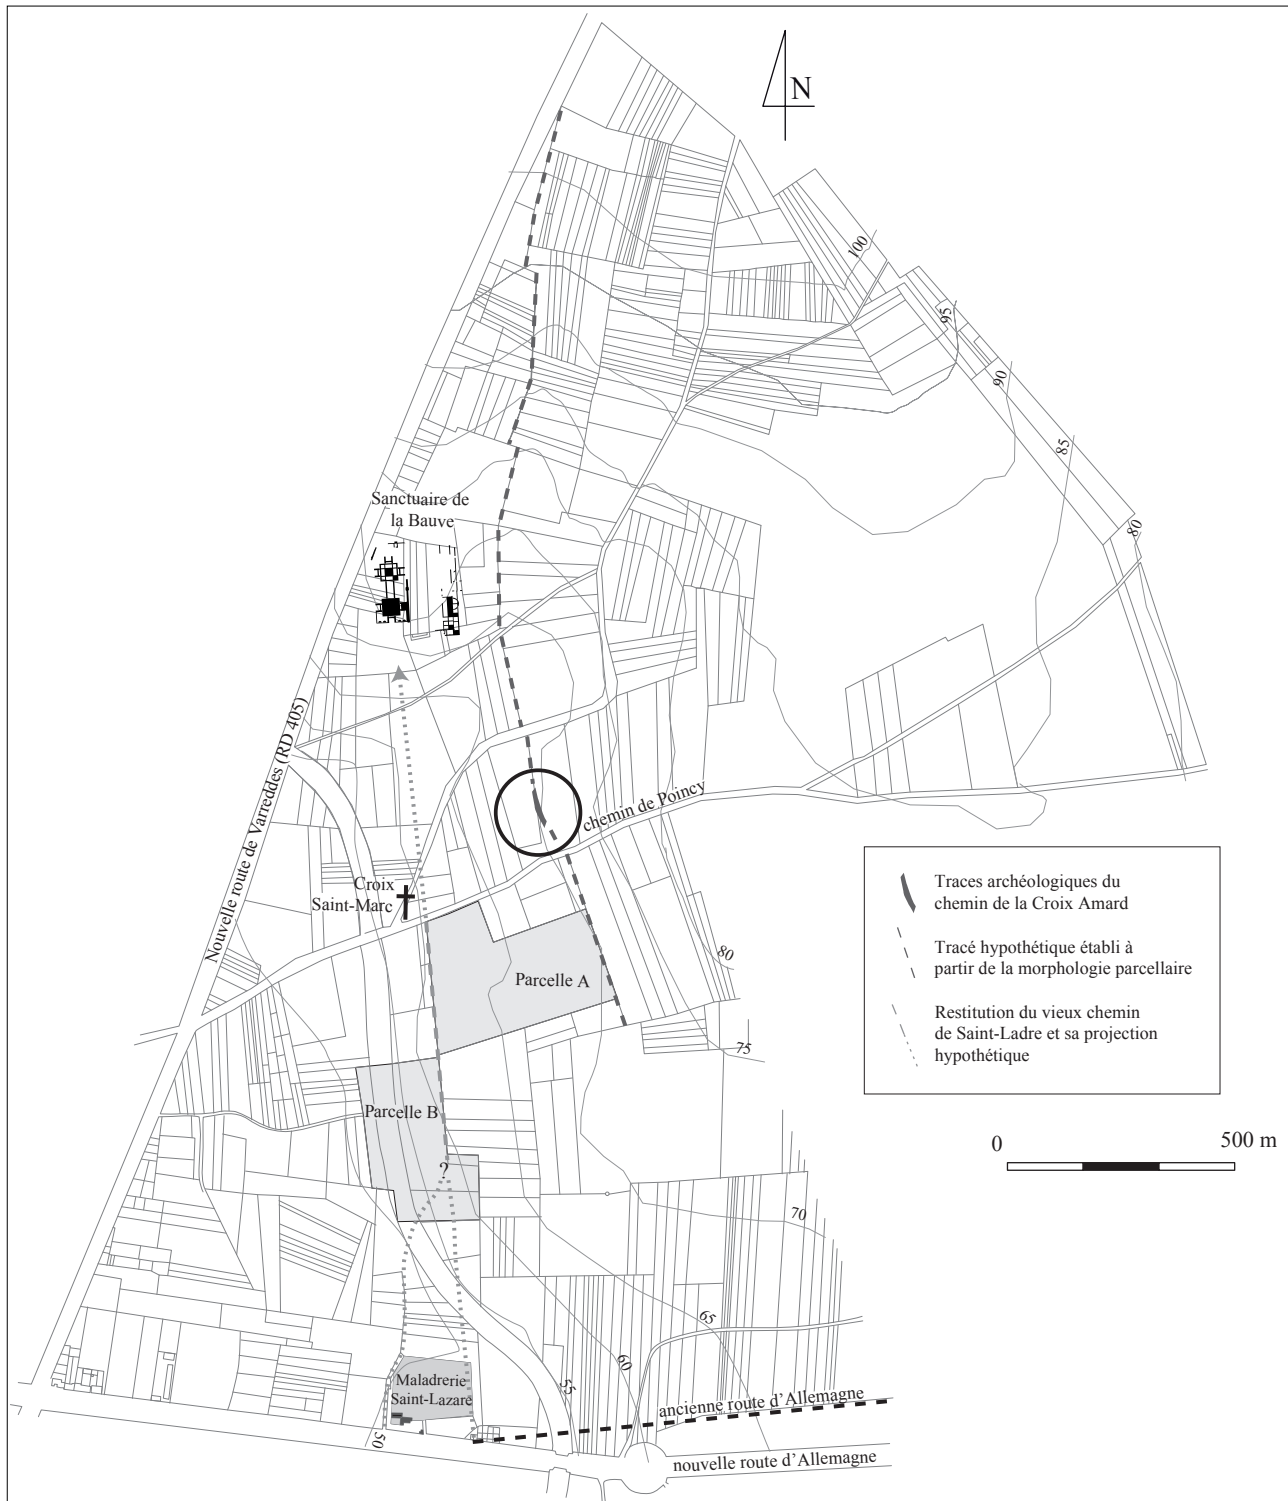 N
100
95
90
85
80
Sanctuaire de
la Bauve
Nouvelle route de Varreddes (RD 405)
chemin de Poincy
Croix
Saint-Marc
Parcelle A
80
75
Parcelle B
?
70
65
60
55
50
Maladrerie
Saint-Lazare
ancienne route d'Allemagne
nouvelle route d'Allemagne
Traces archéologiques du
chemin de la Croix Amard
Tracé hypothétique établi à
partir de la morphologie parcellaire
Restitution du vieux chemin
de Saint-Ladre et sa projection
hypothétique
0
500 m